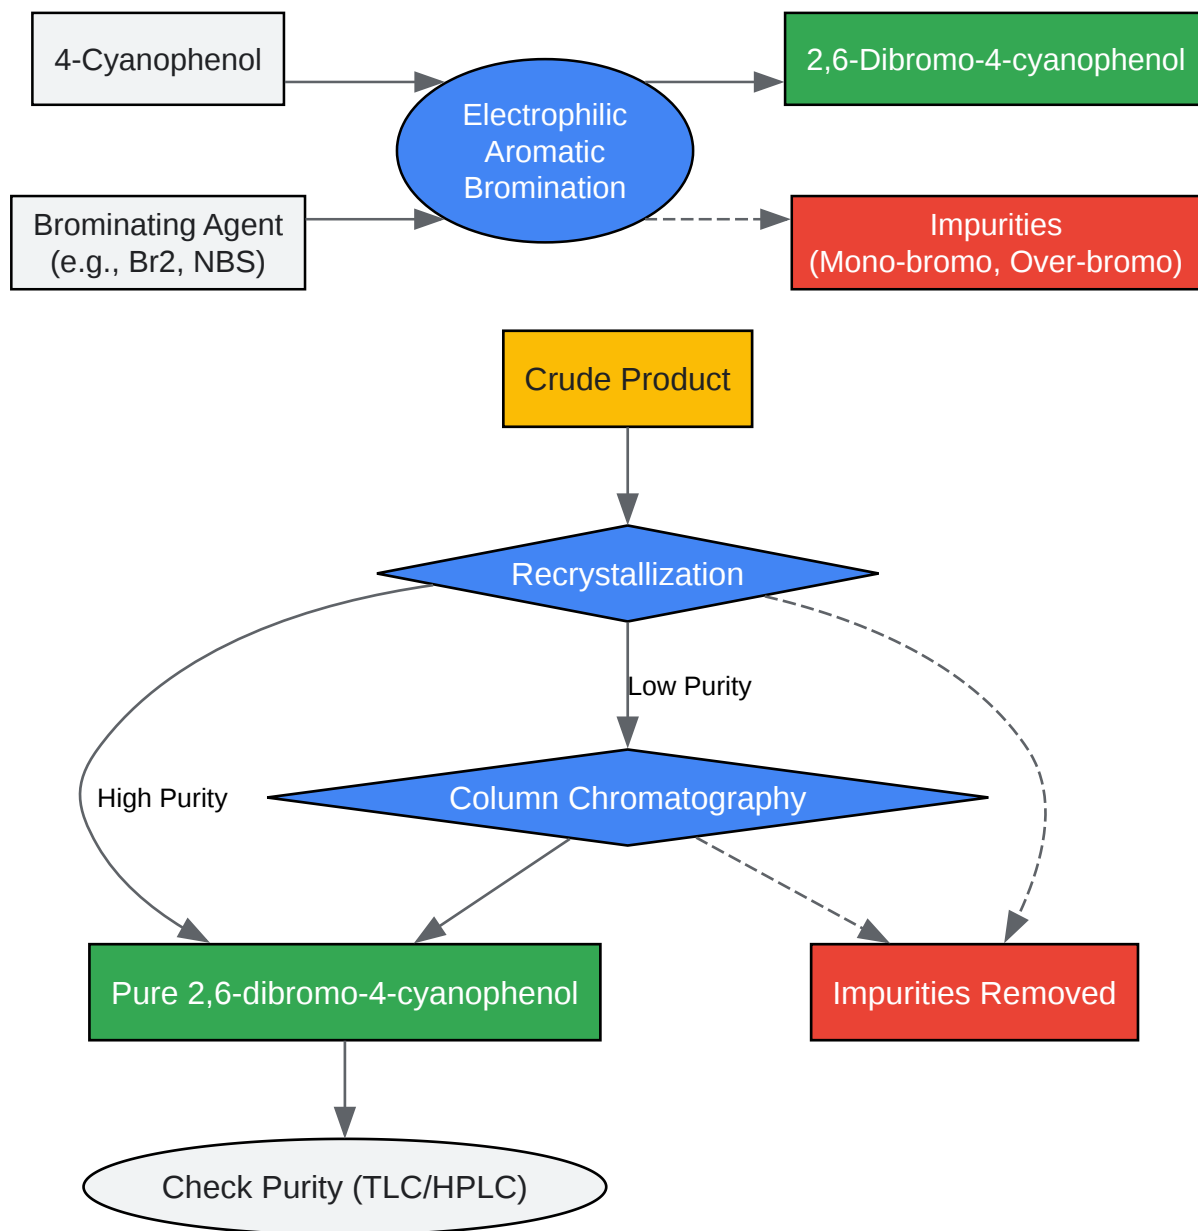 4-Cyanophenol
2,6-Dibromo-4-cyanophenol
Electrophilic
Aromatic
Bromination
Brominating Agent
(e.g., Br2, NBS)
Impurities
(Mono-bromo, Over-bromo)
Crude Product
Recrystallization
Low Purity
High Purity
Column Chromatography
Pure 2,6-dibromo-4-cyanophenol
Impurities Removed
Check Purity (TLC/HPLC)